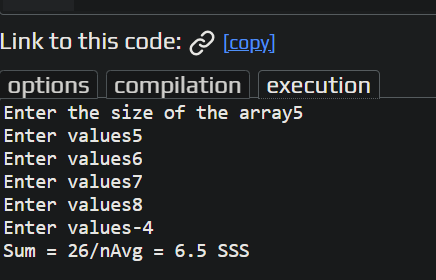 Link to this code: [copy]
options compilation execution
Enter the size of the array5
Enter values5
Enter values6
Enter values7
Enter values8
Enter values-4
Sum = 26/nAvg = 6.5 SSS